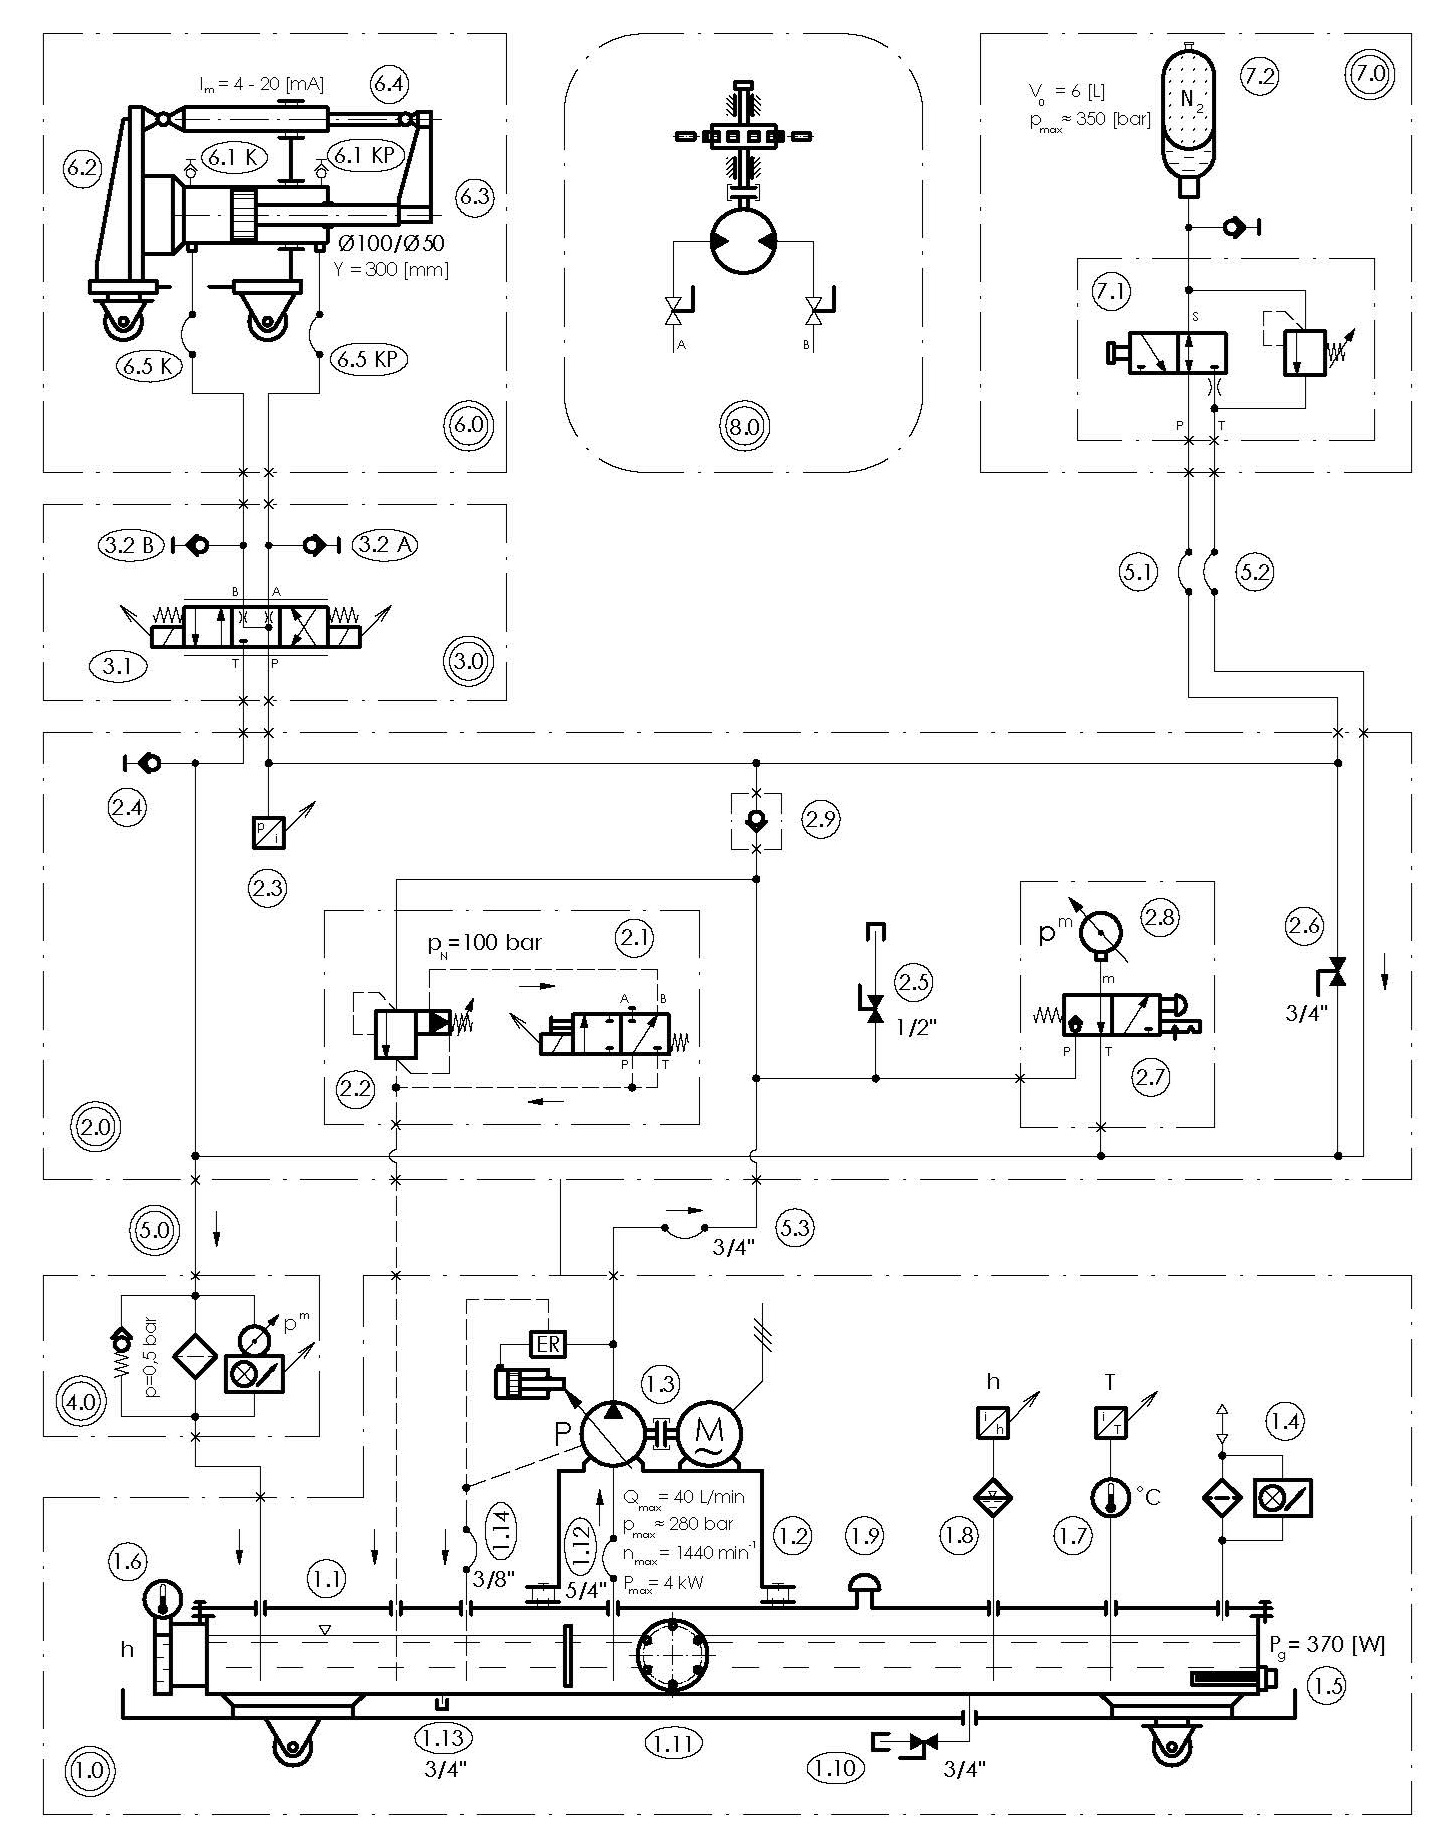 I_m = 4 - 20 [mA]
6.4
6.1 K
6.1 KP
6.2
6.3
Ø100/Ø50
Y = 300 [mm]
6.5 K
6.5 KP
6.0
A
B
8.0
V_0 = 6 [L]
p_max ≈ 350 [bar]
N_2
7.2
7.0
7.1
S
P
T
3.2 B
3.2 A
B
A
T
P
3.1
3.0
5.1
5.2
2.4
p
i
2.3
2.9
p_N = 100 bar
2.1
A
B
P
T
2.2
2.5
1/2"
p^m
2.8
m
P
T
2.7
2.6
3/4"
2.0
5.0
5.3
3/4"
p=0,5 bar
p^m
4.0
ER
P
1.3
M
h
i
h
T
i
T
1.4
1.14
3/8"
1.12
5/4"
Q_max = 40 L/min
p_max ≈ 280 bar
n_max = 1440 min^-1
P_max = 4 kW
1.2
1.9
1.8
1.7
°C
1.6
1.1
h
P_g = 370 [W]
1.5
1.13
3/4"
1.11
1.10
3/4"
1.0